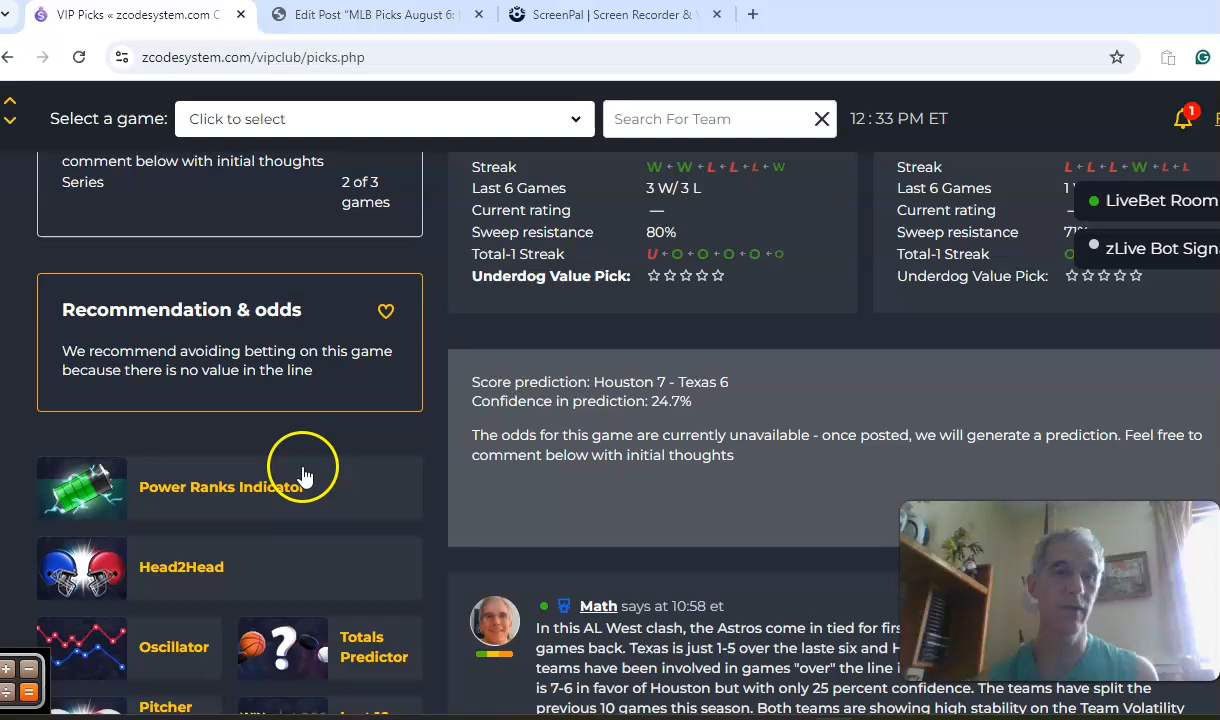 VIP Picks « zcodesystem.com C
Edit Post “MLB Picks August 6:
ScreenPal | Screen Recorder &
zcodesystem.com/vipclub/picks.php
Select a game:
Click to select
Search For Team
12 : 33 PM ET
1
comment below with initial thoughts
Series
2 of 3
games
Recommendation & odds
We recommend avoiding betting on this game
because there is no value in the line
Power Ranks Indicator
Head2Head
Oscillator
Totals
Predictor
Pitcher
Streak
W W L L L W
Last 6 Games
3 W/ 3 L
Current rating
—
Sweep resistance
80%
Total-1 Streak
U O O O O O
Underdog Value Pick:
Streak
L L L W L L
Last 6 Games
Current rating
Sweep resistance
Total-1 Streak
Underdog Value Pick:
LiveBet Room
zLive Bot Sign
Score prediction: Houston 7 - Texas 6
Confidence in prediction: 24.7%
The odds for this game are currently unavailable - once posted, we will generate a prediction. Feel free to
comment below with initial thoughts
Math says at 10:58 et
In this AL West clash, the Astros come in tied for
games back. Texas is just 1-5 over the laste six and
teams have been involved in games "over" the line
is 7-6 in favor of Houston but with only 25 percent confidence. The teams have split the
previous 10 games this season. Both teams are showing high stability on the Team Volatility